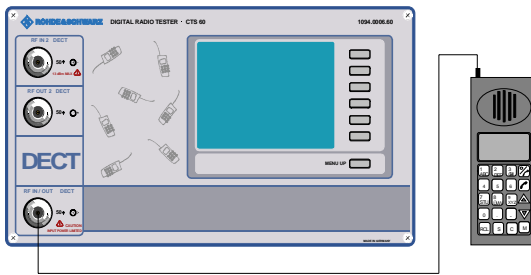 ROHDE&SCHWARZ DIGITAL RADIO TESTER · CTS 60 1094.0006.60
RF IN 2 DECT
50
RF OUT 2 DECT
50
DECT
MENU UP
RF IN / OUT DECT
50
CAUTION
INPUT POWER LIMITED
MADE IN GERMANY
1 2 3
4 5 6
7 8 9
0
RCL S C M